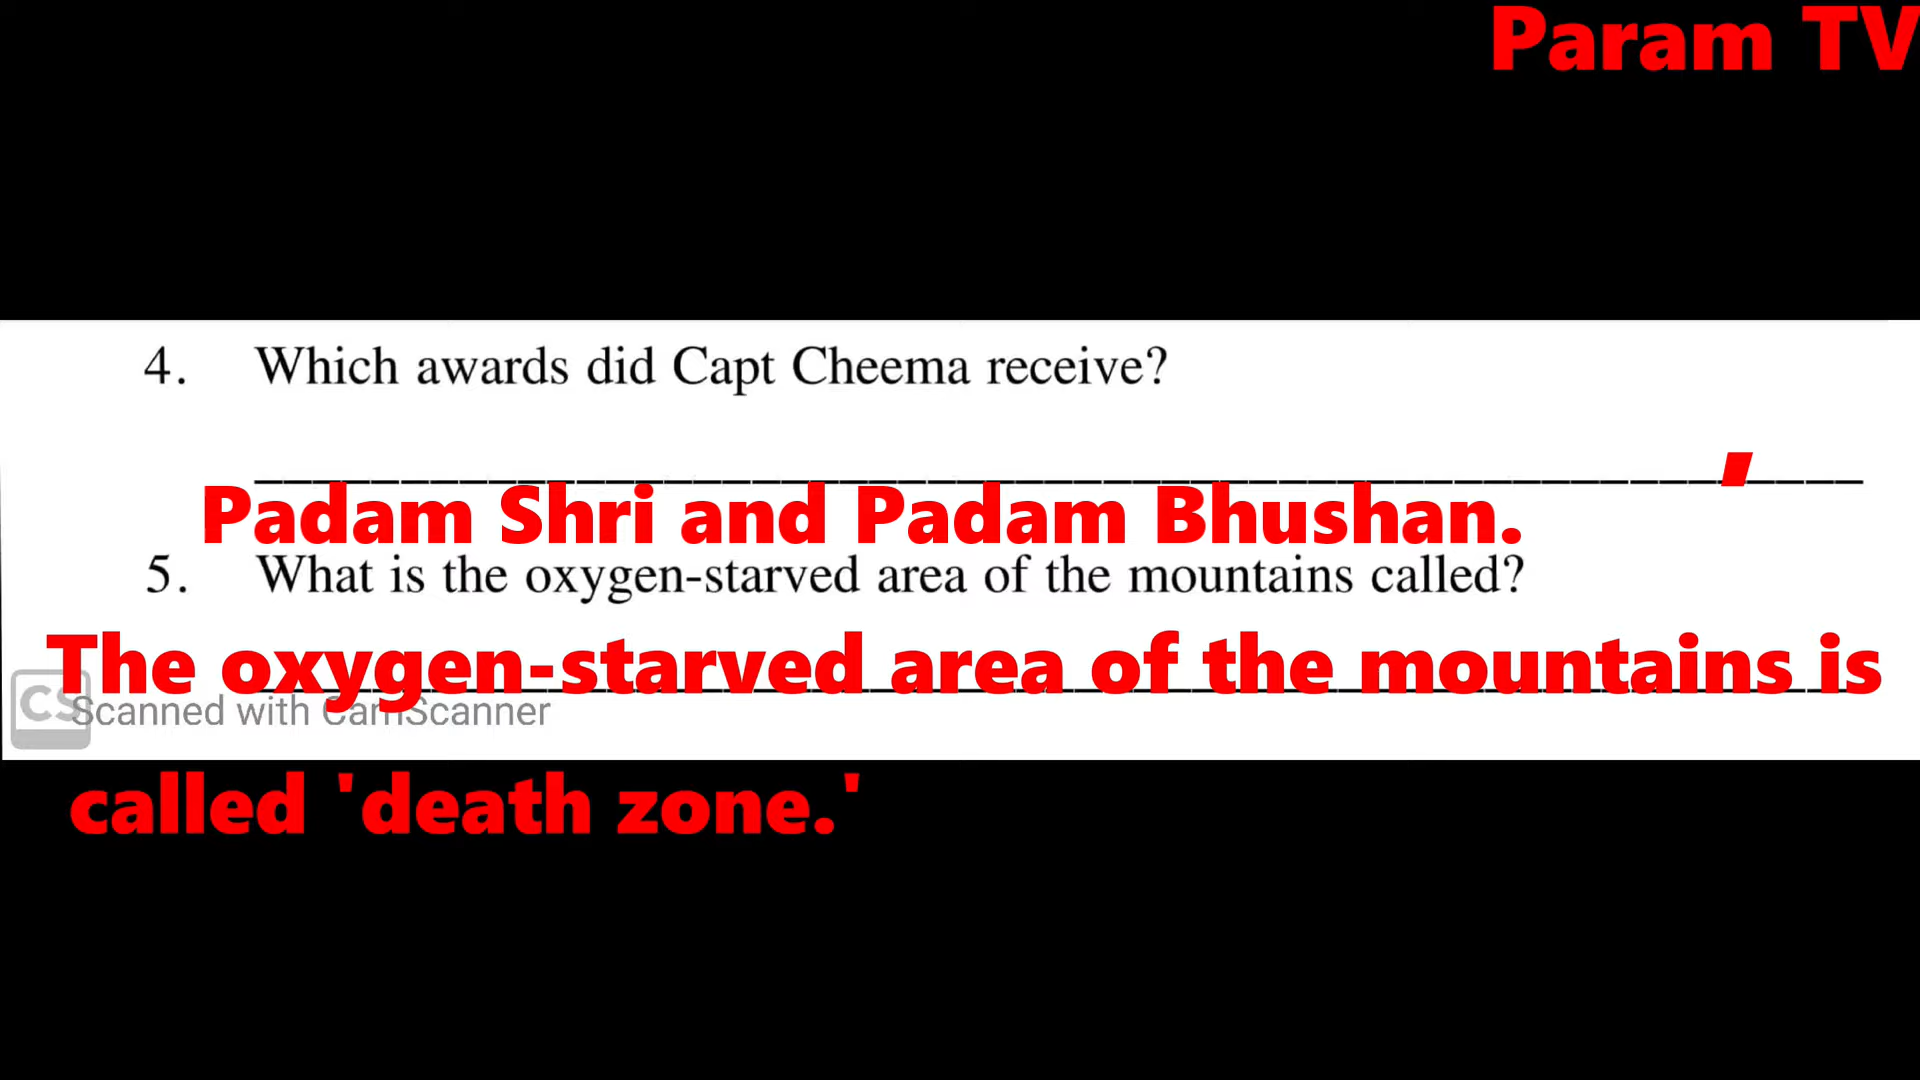 Param TV
4. Which awards did Capt Cheema receive?
,
Padam Shri and Padam Bhushan.
5. What is the oxygen-starved area of the mountains called?
The oxygen-starved area of the mountains is
CS Scanned with CamScanner
called 'death zone.'